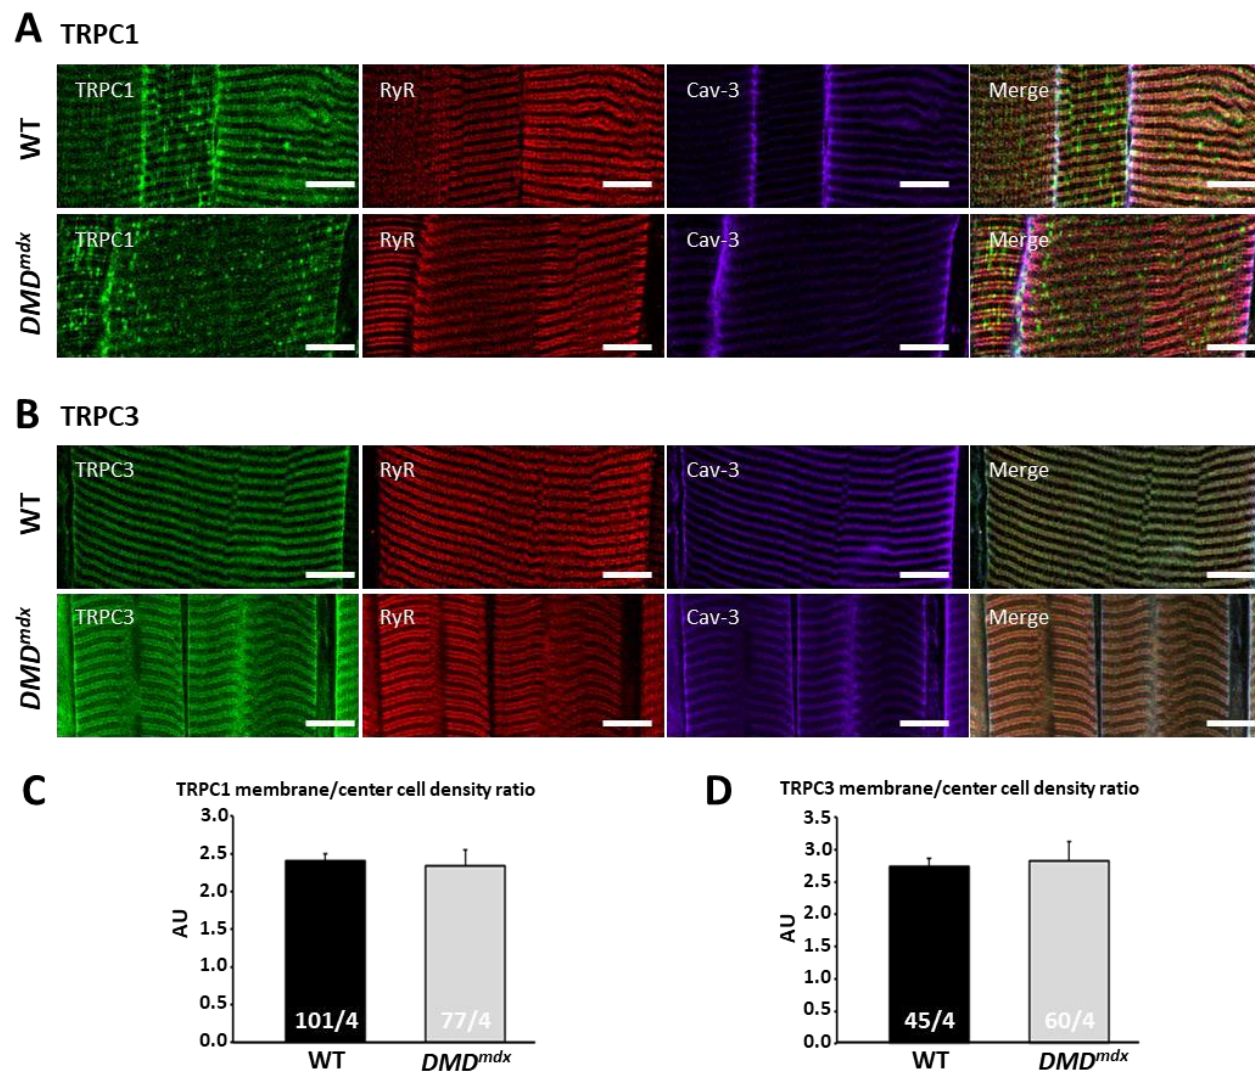 A TRPC1
WT
TRPC1 RyR Cav-3 Merge
DMDmdx
TRPC1 RyR Cav-3 Merge
B TRPC3
WT
TRPC3 RyR Cav-3 Merge
DMDmdx
TRPC3 RyR Cav-3 Merge
C
TRPC1 membrane/center cell density ratio
3.0
2.5
2.0
1.5
1.0
0.5
0.0
AU
101/4 77/4
WT DMDmdx
D
TRPC3 membrane/center cell density ratio
3.5
3.0
2.5
2.0
1.5
1.0
0.5
0.0
AU
45/4 60/4
WT DMDmdx